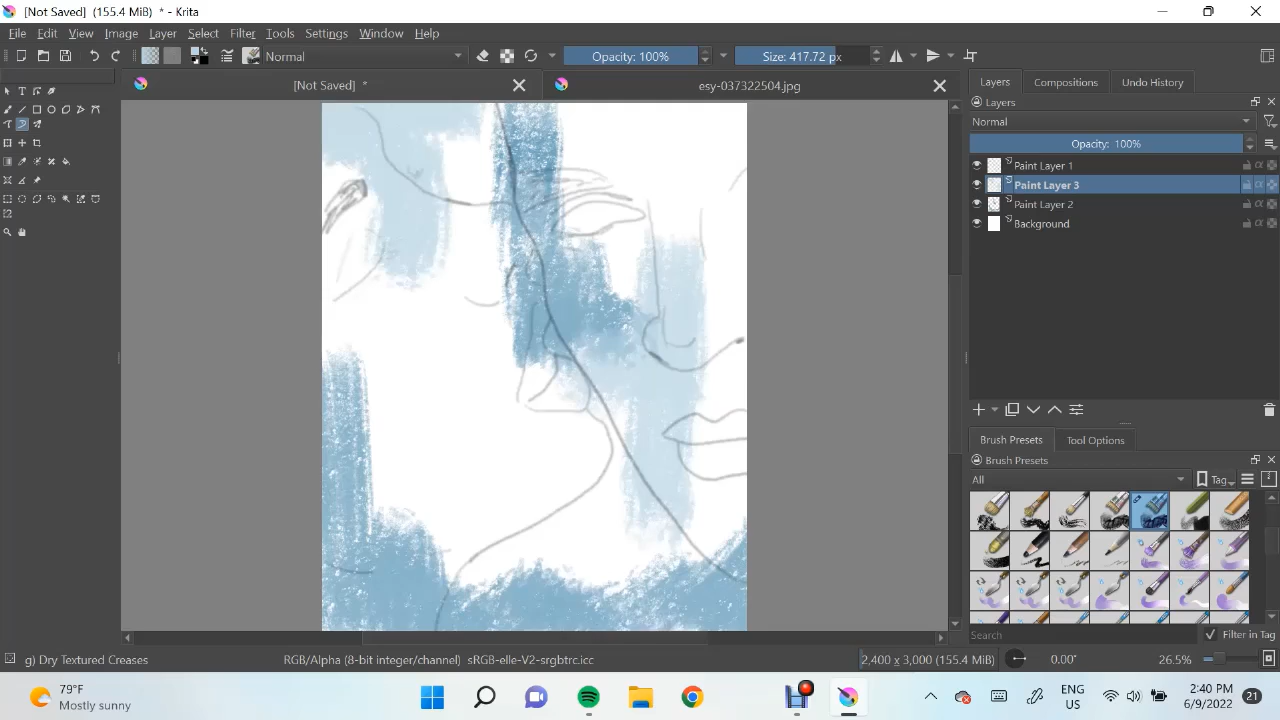 [Not Saved] (155.4 MiB) * - Krita
File Edit View Image Layer Select Filter Tools Settings Window Help
Normal
Opacity: 100%
Size: 417.72 px
[Not Saved] *
esy-037322504.jpg
Layers Compositions Undo History
Layers
Normal
Opacity: 100%
Paint Layer 1
Paint Layer 3
Paint Layer 2
Background
Brush Presets Tool Options
Brush Presets
All
Tag
Search
Filter in Tag
g) Dry Textured Creases
RGB/Alpha (8-bit integer/channel) sRGB-elle-V2-srgbtrc.icc
2,400 x 3,000 (155.4 MiB)
0.00°
26.5%
79°F
Mostly sunny
ENG
US
2:40 PM
6/9/2022
21